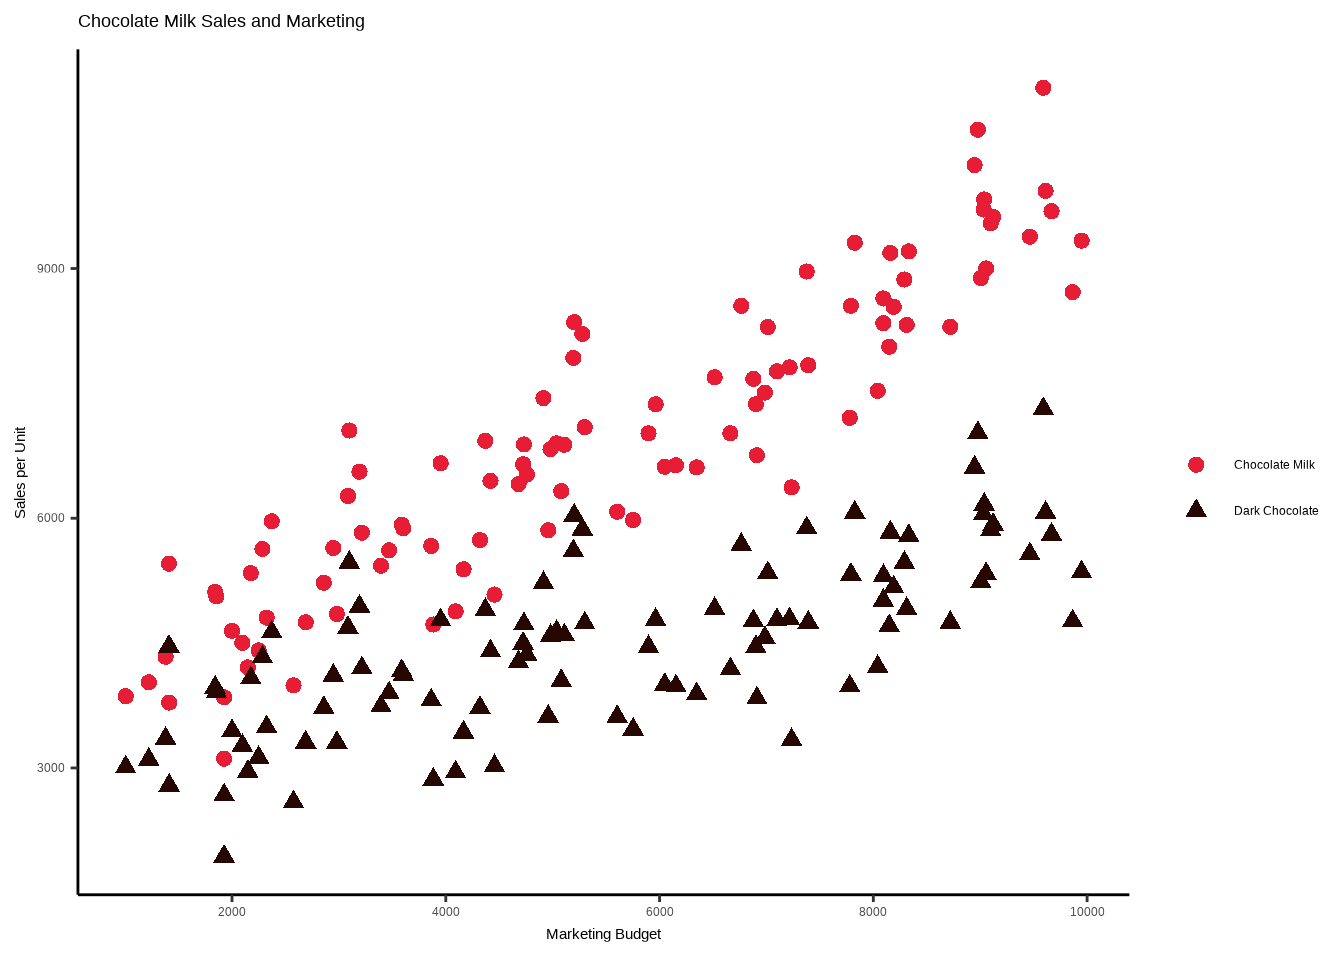 Chocolate Milk Sales and Marketing
9000
6000
3000
Sales per Unit
2000
4000
6000
8000
10000
Marketing Budget
Chocolate Milk
Dark Chocolate